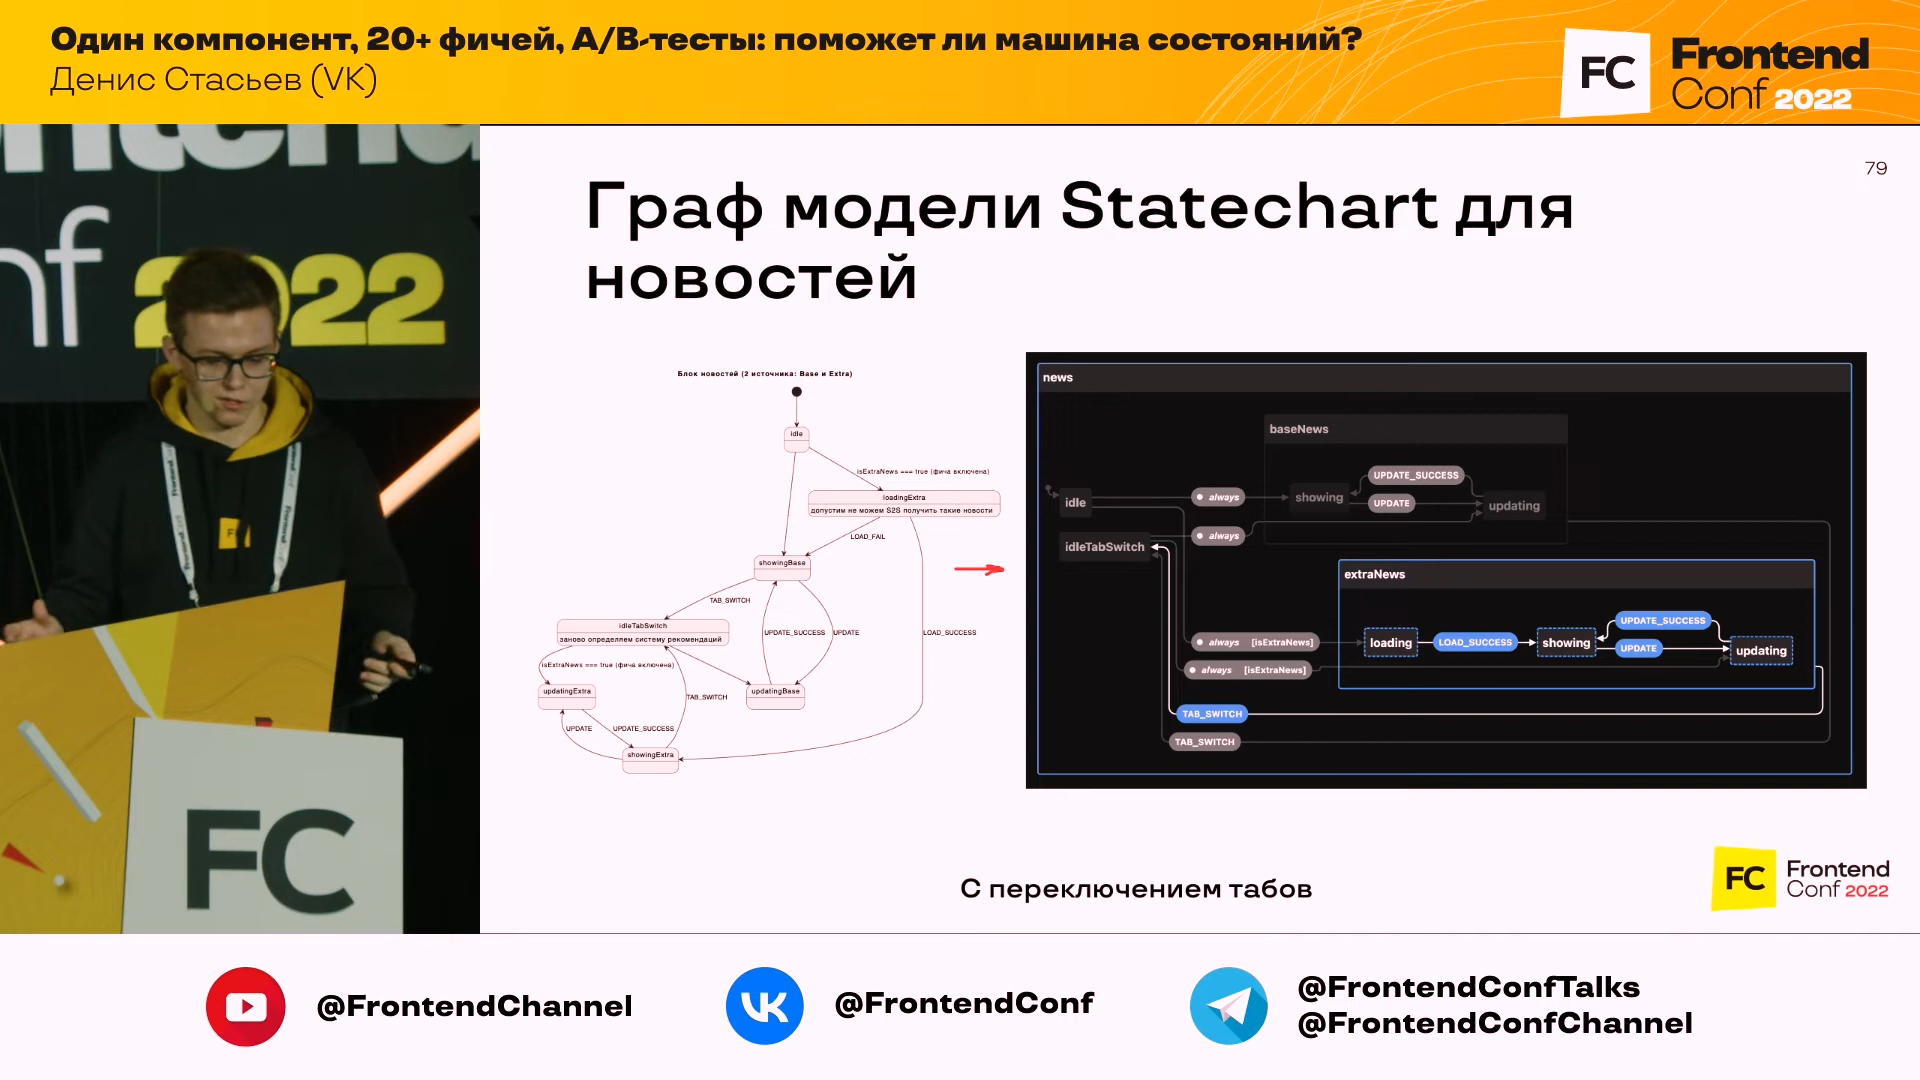 Один компонент, 20+ фичей, A/B-тесты: поможет ли машина состояний?
Денис Стасьев (VK)
FC
Frontend
Conf 2022
79
Граф модели Statechart для
новостей
Блок новостей (2 источника: Base и Extra)
idle
isExtraNews === true (фича включена)
loadingExtra
допустим не можем S2S получить такие новости
LOAD_FAIL
showingBase
TAB_SWITCH
idleTabSwitch
заново определяем систему рекомендаций
UPDATE_SUCCESS
UPDATE
LOAD_SUCCESS
isExtraNews === true (фича включена)
updatingExtra
TAB_SWITCH
updatingBase
UPDATE
UPDATE_SUCCESS
showingExtra
news
baseNews
UPDATE_SUCCESS
idle
always
showing
UPDATE
updating
always
idleTabSwitch
extraNews
UPDATE_SUCCESS
always [isExtraNews]
loading
LOAD_SUCCESS
showing
UPDATE
updating
always [isExtraNews]
TAB_SWITCH
TAB_SWITCH
С переключением табов
FC
Frontend
Conf 2022
nf 2022
FC
@FrontendChannel
@FrontendConf
@FrontendConfTalks
@FrontendConfChannel